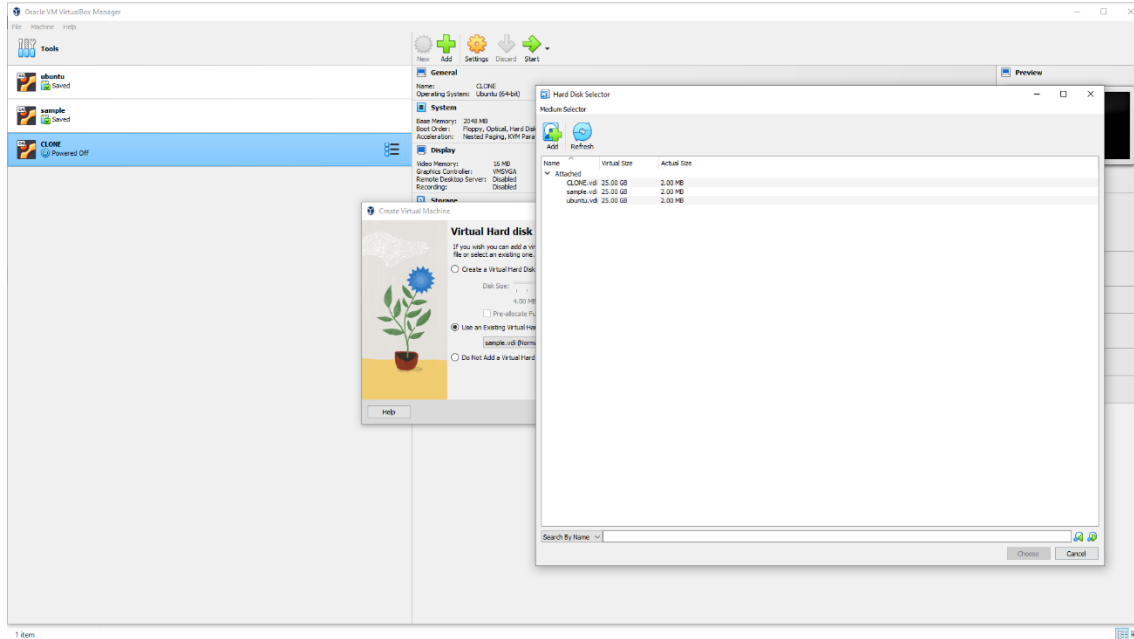 Oracle VM VirtualBox Manager
File Machine Help
Tools
New Add Settings Discard Start
ubuntu
Saved
sample
Saved
CLONE
Powered Off
General
Name: CLONE
Operating System: Ubuntu (64-bit)
System
Base Memory: 2048 MB
Boot Order: Floppy, Optical, Hard Disk
Acceleration: Nested Paging, KVM Para
Display
Video Memory: 16 MB
Graphics Controller: VMSVGA
Remote Desktop Server: Disabled
Recording: Disabled
Storage
Preview
Create Virtual Machine
Virtual Hard disk
If you wish you can add a vir
file or select an existing one.
Create a Virtual Hard Disk
Disk Size:
4.00 MB
Pre-allocate Fu
Use an Existing Virtual Har
sample.vdi (Norma
Do Not Add a Virtual Hard
Help
Hard Disk Selector
Medium Selector
Add Refresh
Name Virtual Size Actual Size
Attached
CLONE.vdi 25.00 GB 2.00 MB
sample.vdi 25.00 GB 2.00 MB
ubuntu.vdi 25.00 GB 2.00 MB
Search By Name
Choose Cancel
1 item